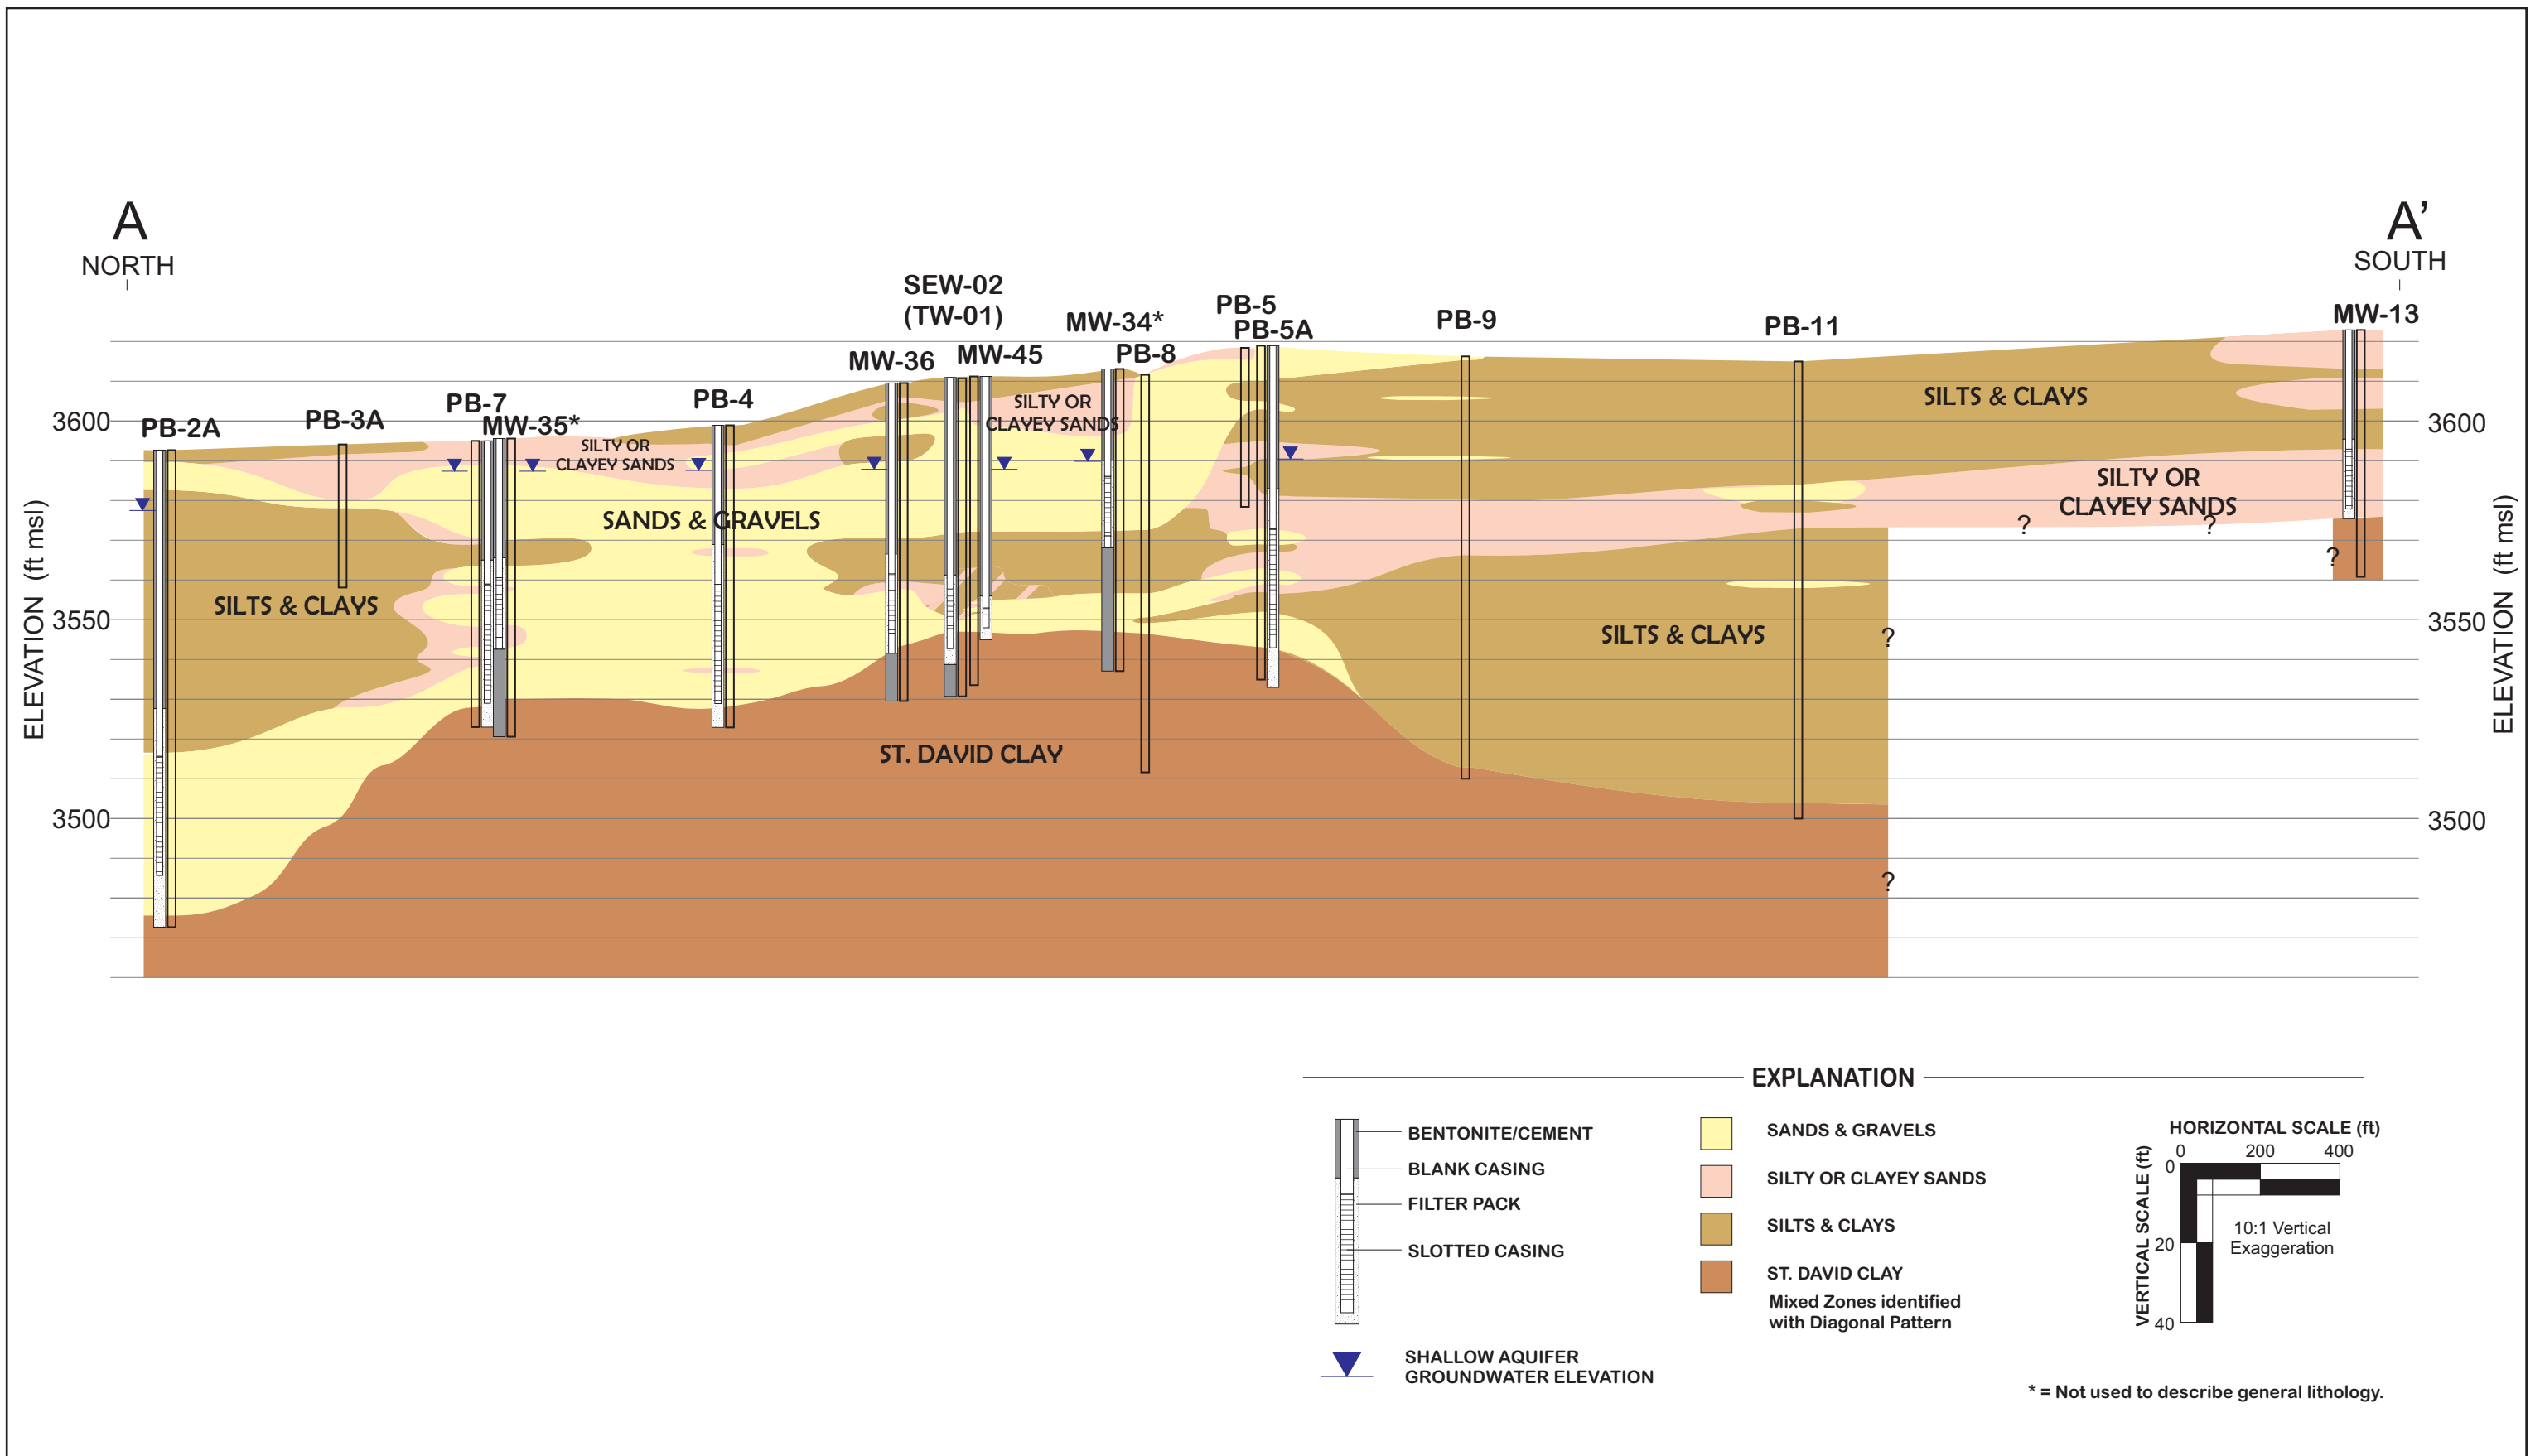 A
NORTH
A’
SOUTH
SEW-02
(TW-01)
PB-5
MW-13
MW-34*
PB-9
PB-11
PB-5A
MW-36
MW-45
PB-8
PB-4
PB-7
MW-35*
PB-3A
PB-2A
3600
3600
SILTY OR
CLAYEY SANDS
SILTS & CLAYS
SILTY OR
CLAYEY SANDS
SILTY OR
CLAYEY SANDS
SANDS & GRAVELS
?
?
?
ELEVATION (ft msl)
ELEVATION (ft msl)
SILTS & CLAYS
3550
3550
SILTS & CLAYS
?
ST. DAVID CLAY
3500
3500
?
EXPLANATION
BENTONITE/CEMENT
BLANK CASING
FILTER PACK
SLOTTED CASING
SHALLOW AQUIFER
GROUNDWATER ELEVATION
SANDS & GRAVELS
SILTY OR CLAYEY SANDS
SILTS & CLAYS
ST. DAVID CLAY
Mixed Zones identified
with Diagonal Pattern
HORIZONTAL SCALE (ft)
0 200 400
VERTICAL SCALE (ft)
0
20
40
10:1 Vertical
Exaggeration
* = Not used to describe general lithology.